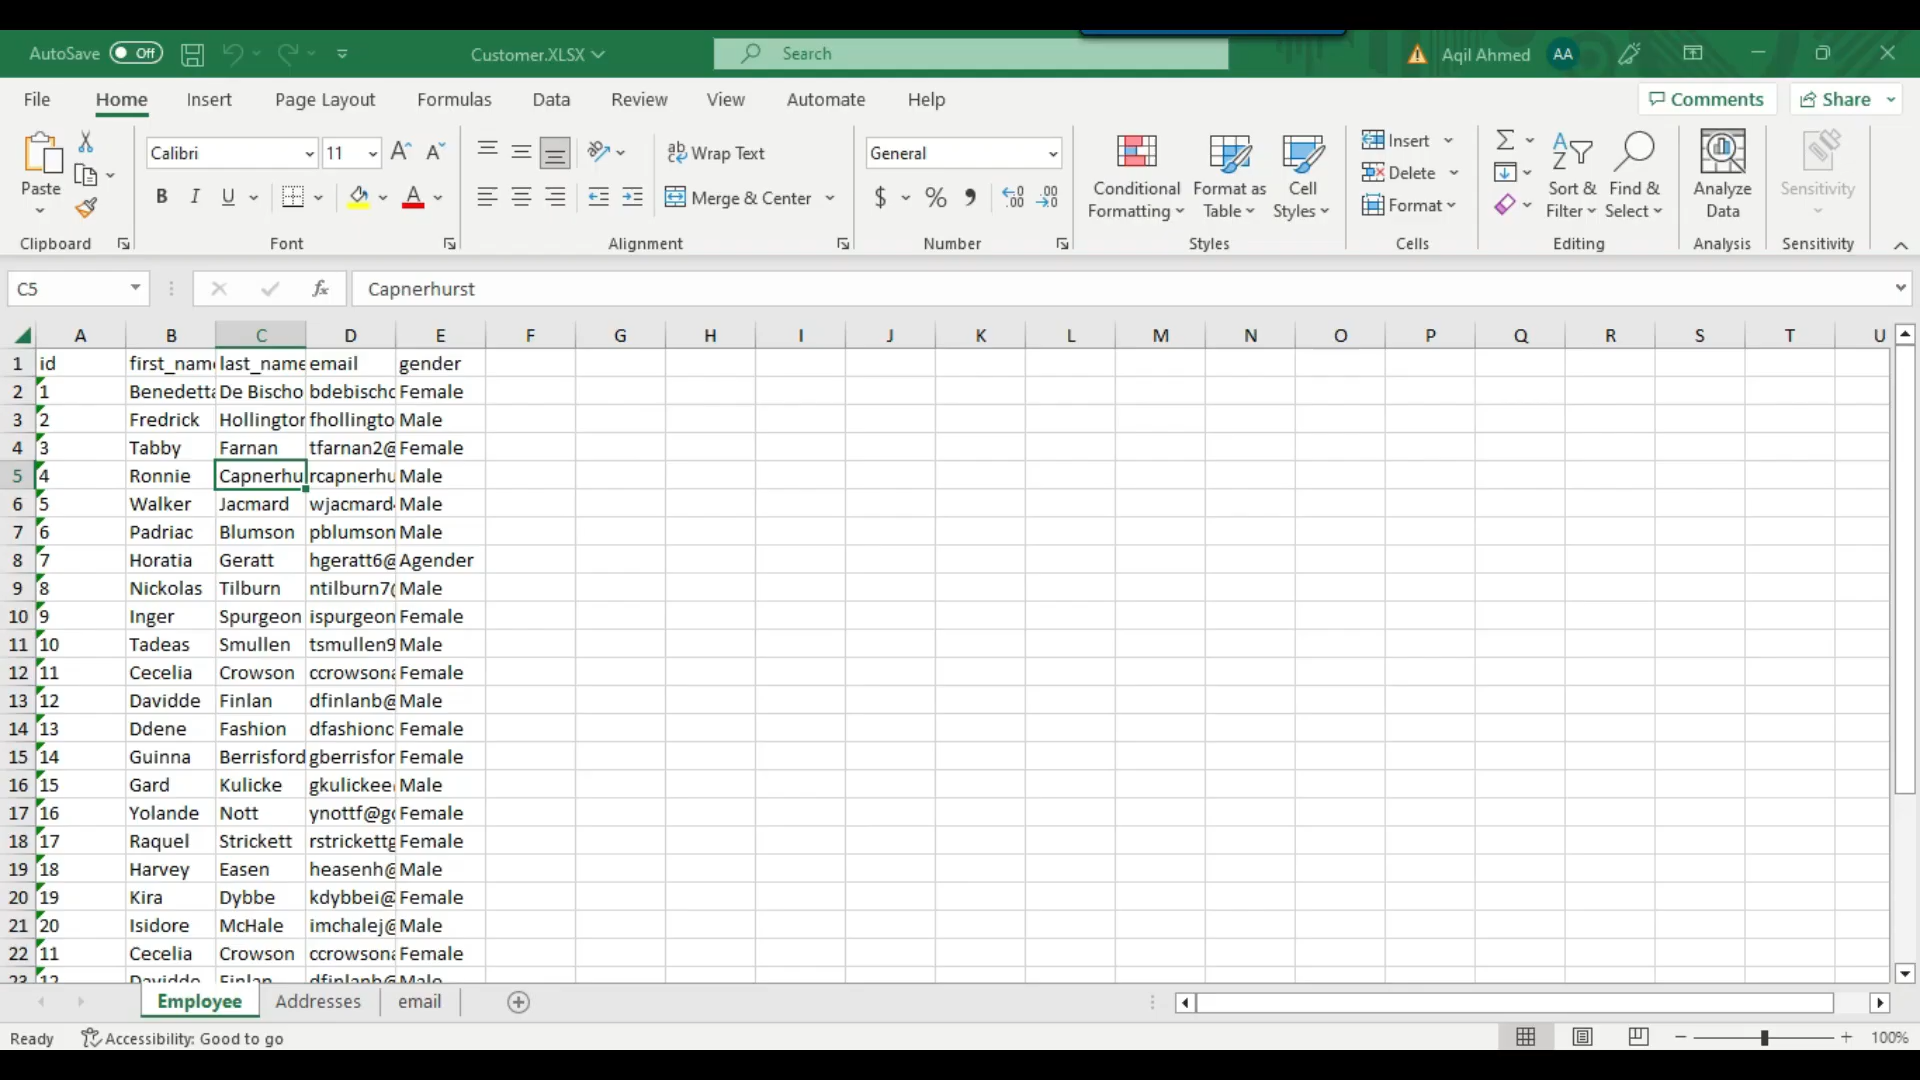 AutoSave Off Customer.XLSX Search Aqil Ahmed AA
File Home Insert Page Layout Formulas Data Review View Automate Help Comments Share
Paste Calibri 11 Wrap Text General Conditional Formatting Format as Table Cell Styles Insert Sort & Filter Find & Select Analyze Data Sensitivity
B I U Merge & Center $ % Delete
Format
Clipboard Font Alignment Number Styles Cells Editing Analysis Sensitivity
C5 fx Capnerhurst
A B C D E F G H I J K L M N O P Q R S T U
1 id first_name last_name email gender
2 1 Benedetta De Bischo bdebischo Female
3 2 Fredrick Hollington fhollingto Male
4 3 Tabby Farnan tfarnan2@ Female
5 4 Ronnie Capnerhu rcapnerhu Male
6 5 Walker Jacmard wjacmard Male
7 6 Padriac Blumson pblumson Male
8 7 Horatia Geratt hgeratt6@ Agender
9 8 Nickolas Tilburn ntilburn7 Male
10 9 Inger Spurgeon ispurgeon Female
11 10 Tadeas Smullen tsmullen9 Male
12 11 Cecelia Crowson ccrowsona Female
13 12 Davidde Finlan dfinlanb@ Male
14 13 Ddene Fashion dfashionc Female
15 14 Guinna Berrisford gberrisfor Female
16 15 Gard Kulicke gkulickee Male
17 16 Yolande Nott ynottf@g Female
18 17 Raquel Strickett rstrickettg Female
19 18 Harvey Easen heasenh@ Male
20 19 Kira Dybbe kdybbei@ Female
21 20 Isidore McHale imchalej@ Male
22 11 Cecelia Crowson ccrowsona Female
23 12 Davidde Finlan dfinlanb@ Male
Employee Addresses email
Ready Accessibility: Good to go 100%